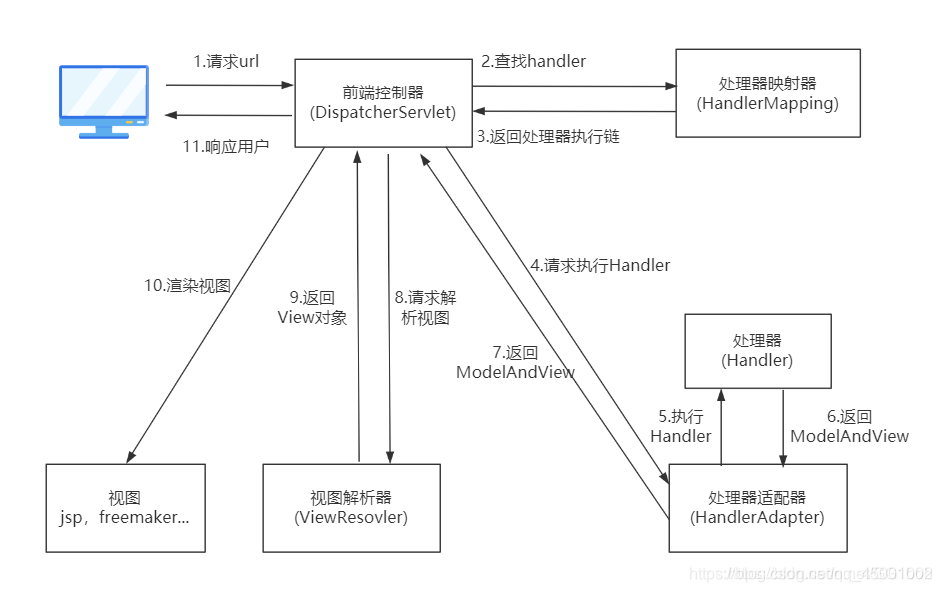 1.请求url
2.查找handler
前端控制器
(DispatcherServlet)
处理器映射器
(HandlerMapping)
11.响应用户
3.返回处理器执行链
4.请求执行Handler
10.渲染视图
9.返回
View对象
8.请求解
析视图
7.返回
ModelAndView
处理器
(Handler)
5.执行
Handler
6.返回
ModelAndView
视图
jsp，freemaker...
视图解析器
(ViewResovler)
处理器适配器
(HandlerAdapter)